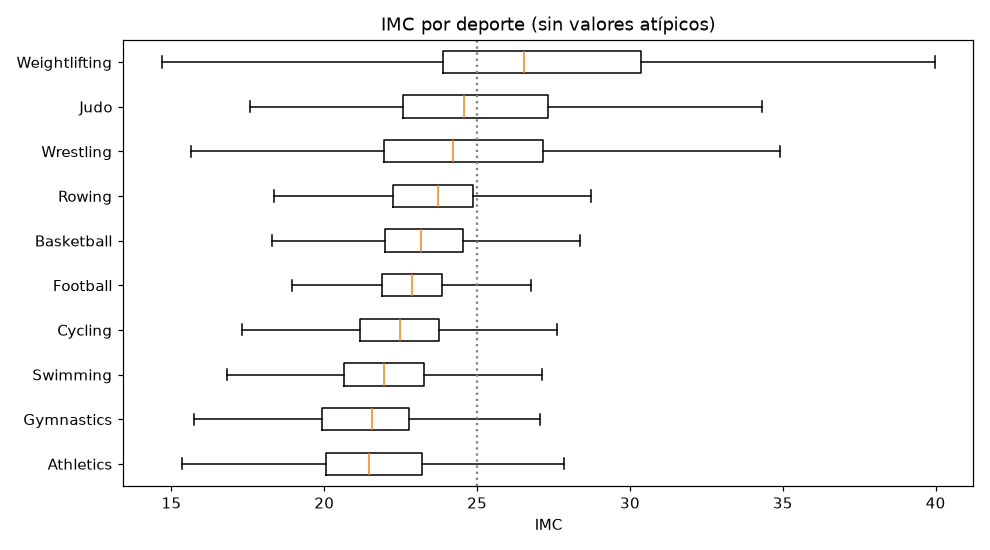 IMC por deporte (sin valores atípicos)
Weightlifting
Judo
Wrestling
Rowing
Basketball
Football
Cycling
Swimming
Gymnastics
Athletics
15 20 25 30 35 40
IMC